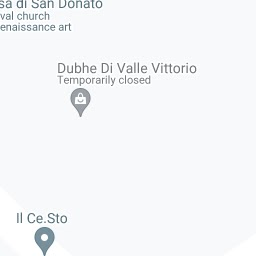 sa di San Donato
val church
enaissance art
Dubhe Di Valle Vittorio
Temporarily closed
Il Ce.Sto